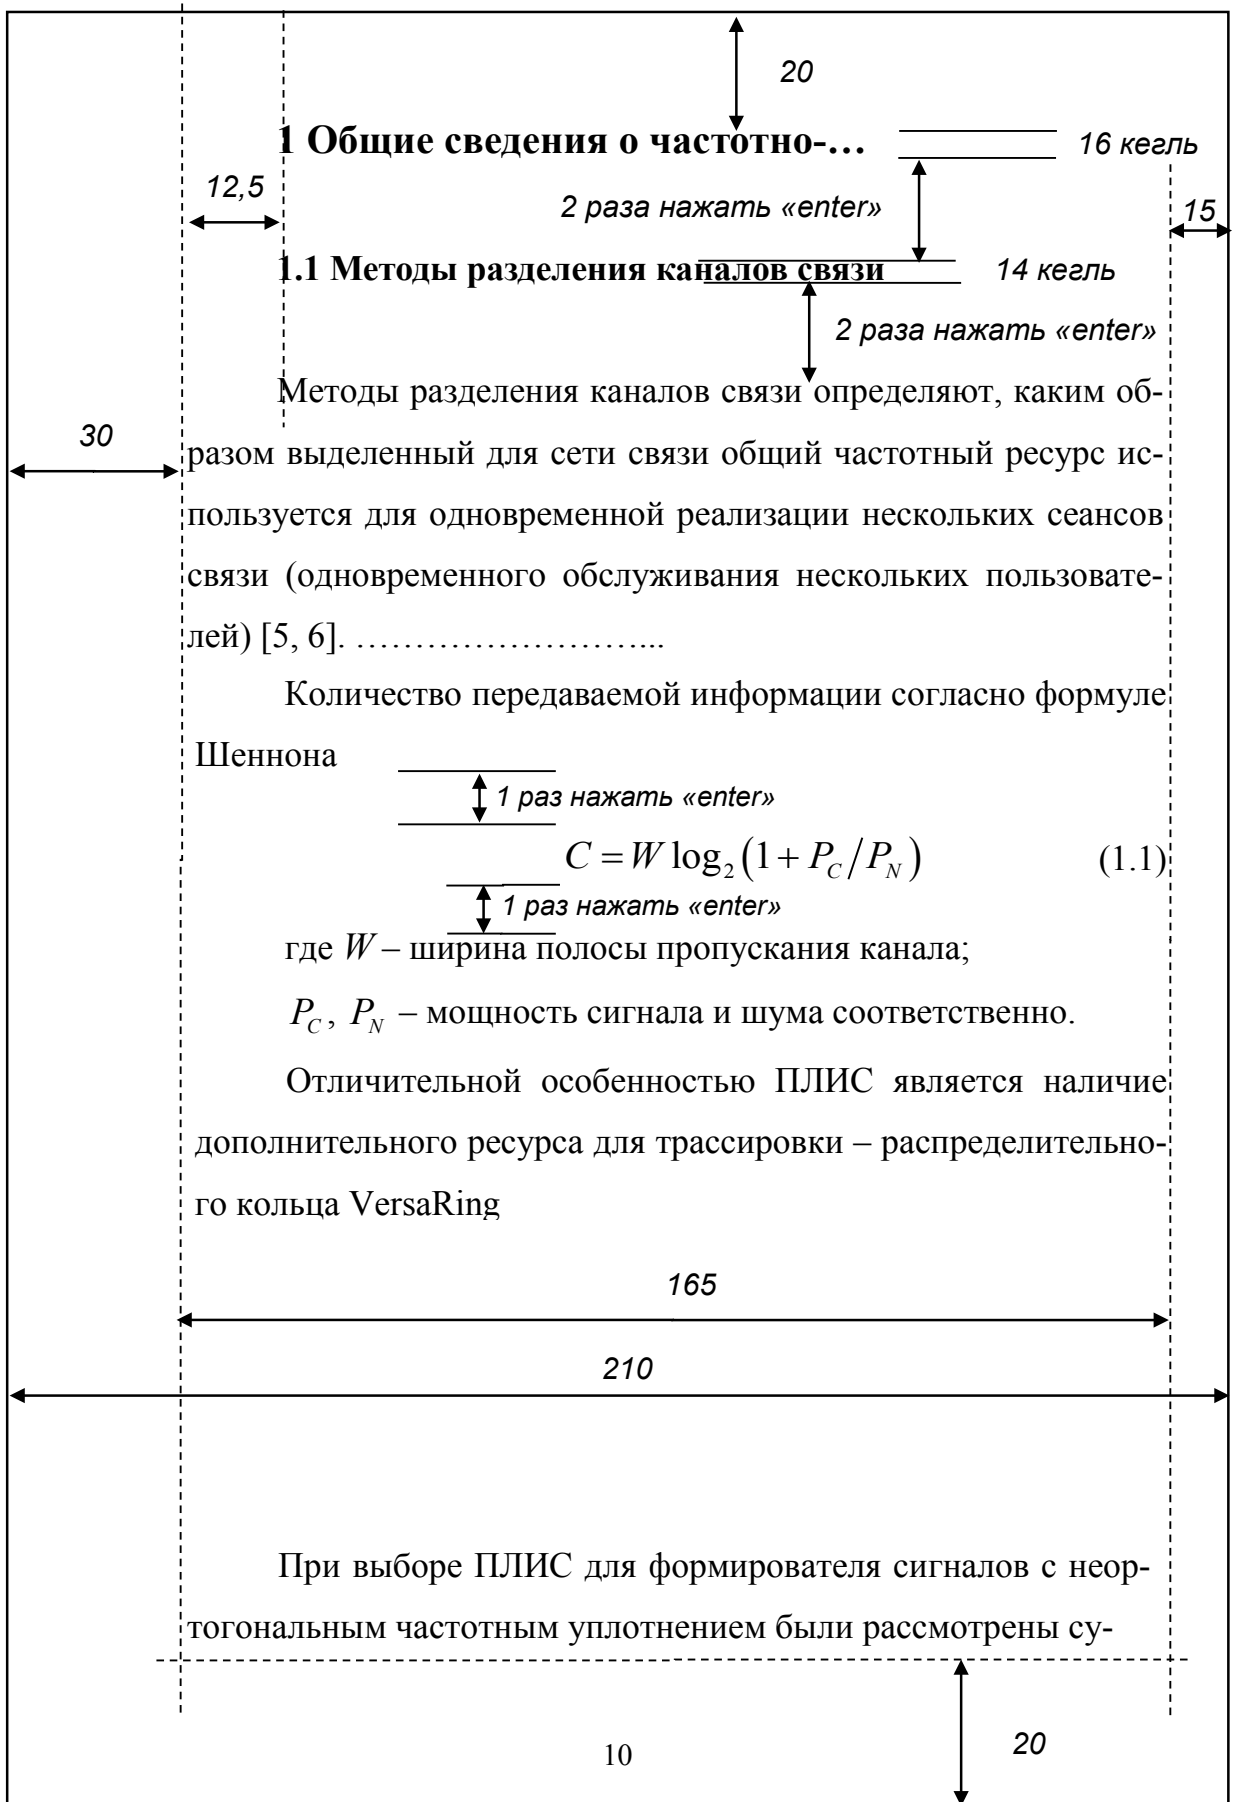 20
1 Общие сведения о частотно-…
16 кегль
12,5
2 раза нажать «enter»
15
1.1 Методы разделения каналов связи
14 кегль
2 раза нажать «enter»
Методы разделения каналов связи определяют, каким об-
30
разом выделенный для сети связи общий частотный ресурс ис-
пользуется для одновременной реализации нескольких сеансов
связи (одновременного обслуживания нескольких пользовате-
лей) [5, 6]. ………………………...
Количество передаваемой информации согласно формуле
Шеннона
1 раз нажать «enter»
C = W log₂(1 + P_C/P_N) (1.1)
1 раз нажать «enter»
где W – ширина полосы пропускания канала;
P_C, P_N – мощность сигнала и шума соответственно.
Отличительной особенностью ПЛИС является наличие
дополнительного ресурса для трассировки – распределительно-
го кольца VersaRing
165
210
При выборе ПЛИС для формирователя сигналов с неор-
тогональным частотным уплотнением были рассмотрены су-
10
20